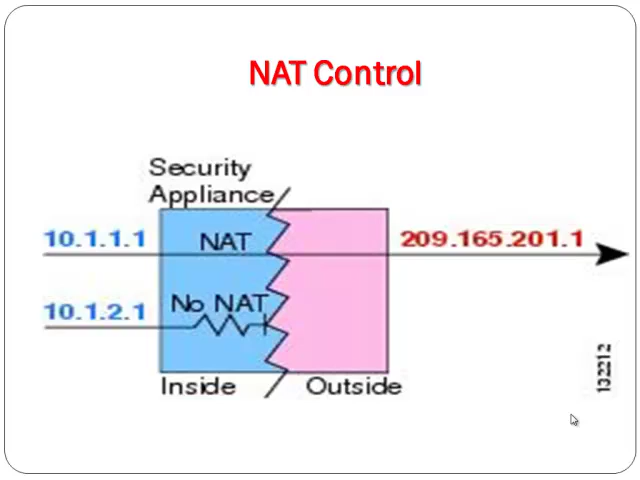 NAT Control
Security
Appliance
10.1.1.1
NAT
209.165.201.1
10.1.2.1
No NAT
Inside
Outside
132212